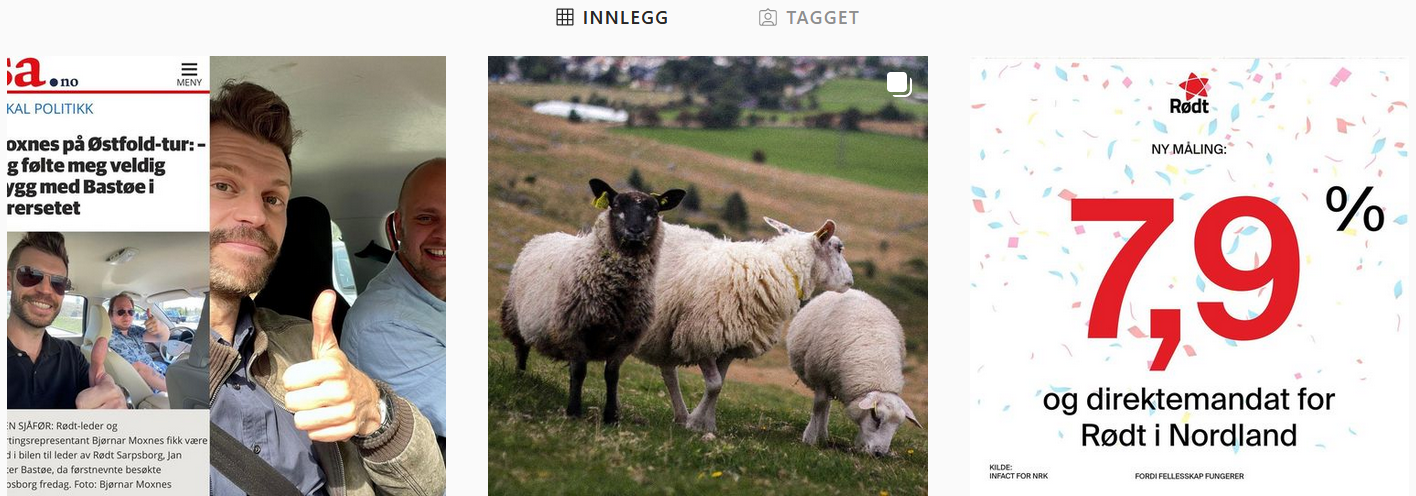 INNLEGG
TAGGET
sa.no
MENY
KAL POLITIKK
oxnes på Østfold-tur: –
g følte meg veldig
ygg med Bastøe i
rersetet
EN SJÅFØR: Rødt-leder og
rtingsrepresentant Bjørnar Moxnes fikk være
d i bilen til leder av Rødt Sarpsborg, Jan
ter Bastøe, da førstnevnte besøkte
psborg fredag. Foto: Bjørnar Moxnes
Rødt
NY MÅLING:
7,9 %
og direktemandat for
Rødt i Nordland
KILDE:
INFACT FOR NRK
FORDI FELLESSKAP FUNGERER